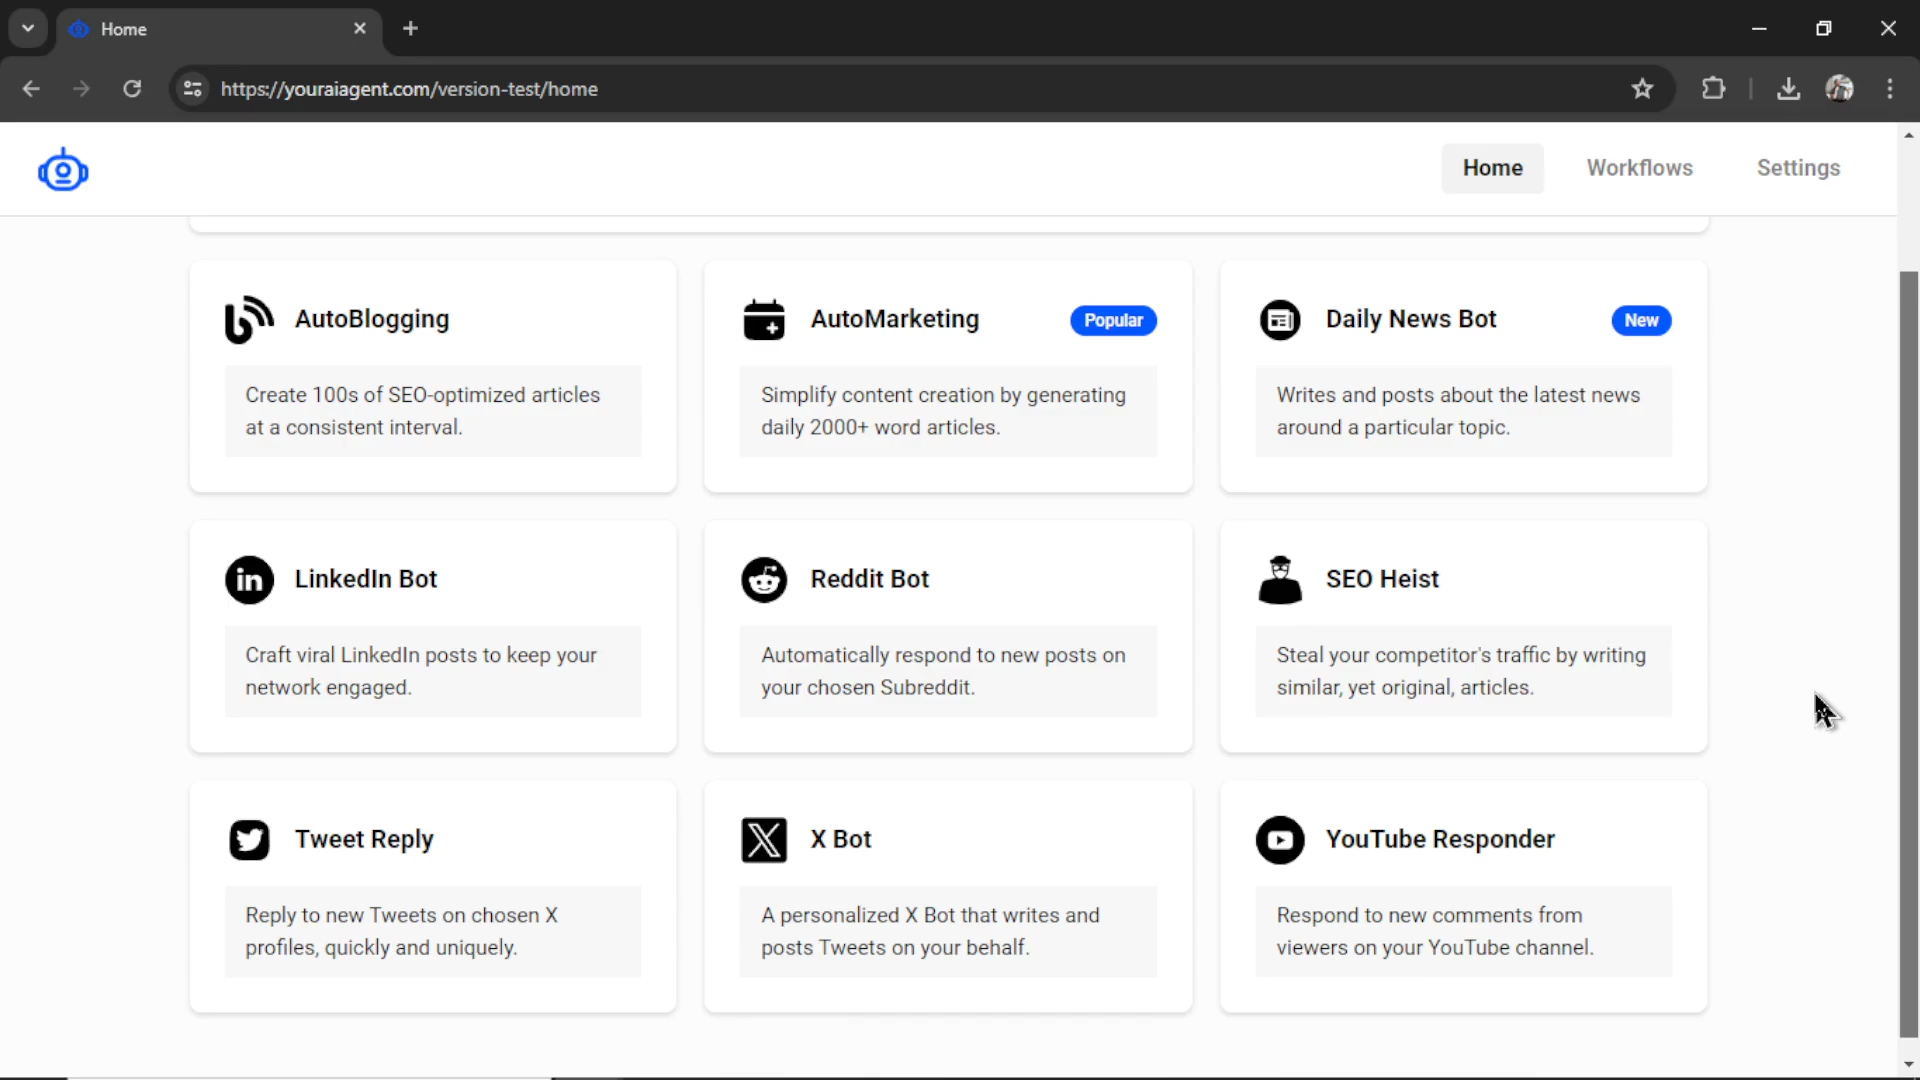 Home
https://youraiagent.com/version-test/home
Home
Workflows
Settings
AutoBlogging
Create 100s of SEO-optimized articles
at a consistent interval.
AutoMarketing
Popular
Simplify content creation by generating
daily 2000+ word articles.
Daily News Bot
New
Writes and posts about the latest news
around a particular topic.
LinkedIn Bot
Craft viral LinkedIn posts to keep your
network engaged.
Reddit Bot
Automatically respond to new posts on
your chosen Subreddit.
SEO Heist
Steal your competitor's traffic by writing
similar, yet original, articles.
Tweet Reply
Reply to new Tweets on chosen X
profiles, quickly and uniquely.
X Bot
A personalized X Bot that writes and
posts Tweets on your behalf.
YouTube Responder
Respond to new comments from
viewers on your YouTube channel.